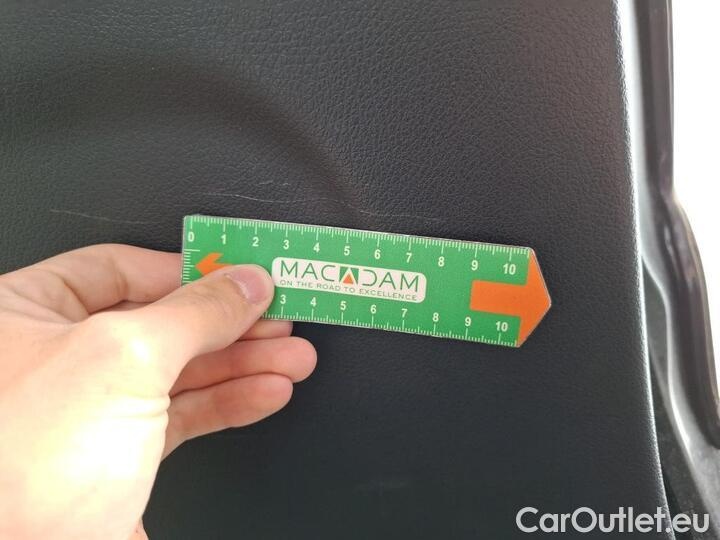 0 1 2 3 4 5 6 7 8 9 10
MACADAM
ON THE ROAD TO EXCELLENCE
3 4 5 6 7 8 9 10
CarOutlet.eu